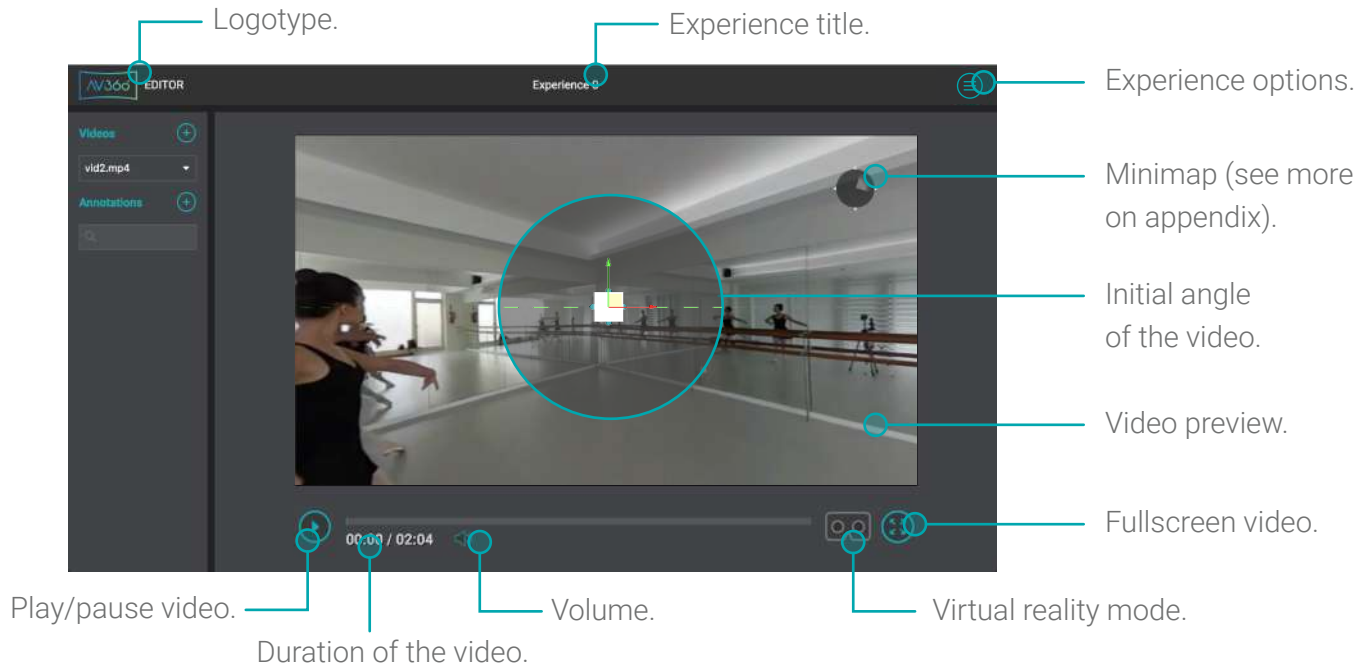 Logotype.
Experience title.
AV360 EDITOR
Experience 0
Experience options.
Videos
vid2.mp4
Annotations
Minimap (see more
on appendix).
Initial angle
of the video.
Video preview.
Fullscreen video.
00:00 / 02:04
Play/pause video.
Volume.
Virtual reality mode.
Duration of the video.